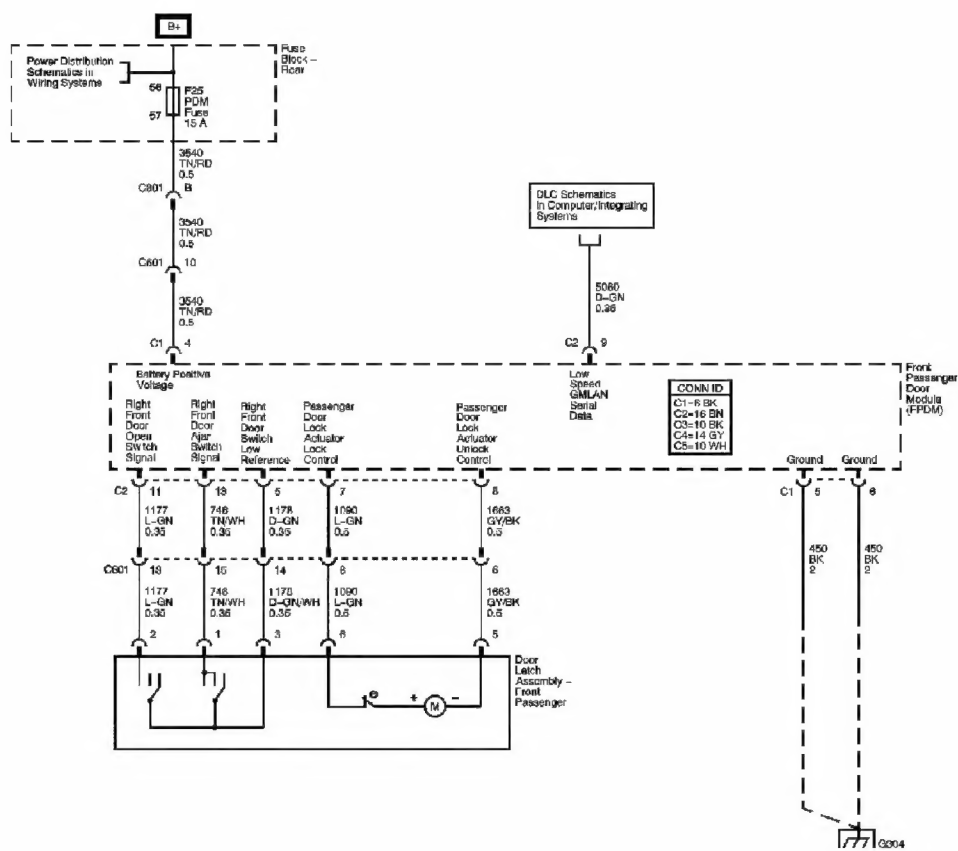 B+
Power Distribution
Schematics in
Wiring Systems
56
57
F25
PDM
Fuse
15 A
Fuse
Block –
Rear
3540
TN/RD
0.5
C301 B
3540
TN/RD
0.5
C601 10
3540
TN/RD
0.5
C1 4
DLC Schematics
in Computer/Integrating
Systems
5060
D-GN
0.35
C2 9
Battery Positive
Voltage
Low
Speed
GMLAN
Serial
Data
CONN ID
C1=6 BK
C2=16 BN
C3=10 BK
C4=14 GY
C5=10 WH
Front
Passenger
Door
Module
(FPDM)
Right
Front
Door
Open
Switch
Signal
Right
Front
Door
Ajar
Switch
Signal
Right
Front
Door
Switch
Low
Reference
Passenger
Door
Lock
Actuator
Lock
Control
Passenger
Door
Lock
Actuator
Unlock
Control
Ground Ground
C2 11 13 5 7 8
C1 5 6
1177
L-GN
0.35
746
TN/WH
0.35
1178
D-GN
0.35
1090
L-GN
0.5
1663
GY/BK
0.5
450
BK
2
450
BK
2
C601 13 15 14 8 6
1177
L-GN
0.35
746
TN/WH
0.35
1178
D-GN/WH
0.35
1090
L-GN
0.5
1663
GY/BK
0.5
2 1 3 6 5
Door
Latch
Assembly –
Front
Passenger
+ M –
G304